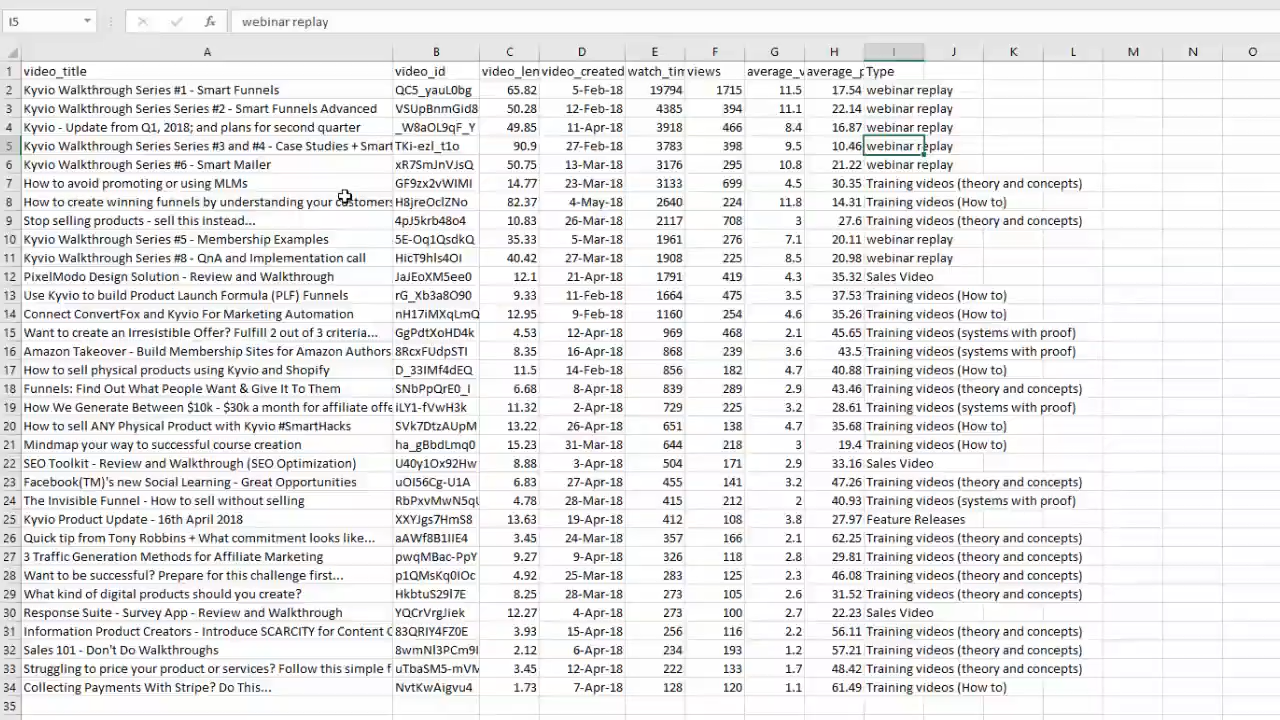 I5 fx webinar replay
A B C D E F G H I J K L M N O
1 video_title video_id video_len video_created watch_tim views average_v average_p Type
2 Kyvio Walkthrough Series #1 - Smart Funnels QC5_yauL0bg 65.82 5-Feb-18 19794 1715 11.5 17.54 webinar replay
3 Kyvio Walkthrough Series #2 - Smart Funnels Advanced VSUpBnmGid8 50.28 12-Feb-18 4385 394 11.1 22.14 webinar replay
4 Kyvio - Update from Q1, 2018; and plans for second quarter _W8aOL9qF_Y 49.85 11-Apr-18 3918 466 8.4 16.87 webinar replay
5 Kyvio Walkthrough Series Series #3 and #4 - Case Studies + Smart TKi-ezl_t1o 90.9 27-Feb-18 3783 398 9.5 10.46 webinar replay
6 Kyvio Walkthrough Series #6 - Smart Mailer xR7SmJnVJsQ 50.75 13-Mar-18 3176 295 10.8 21.22 webinar replay
7 How to avoid promoting or using MLMs GF9zx2vWIMI 14.77 23-Mar-18 3133 699 4.5 30.35 Training videos (theory and concepts)
8 How to create winning funnels by understanding your customers H8jreOclZNo 82.37 4-May-18 2640 224 11.8 14.31 Training videos (How to)
9 Stop selling products - sell this instead... 4pJ5krb48o4 10.83 26-Mar-18 2117 708 3 27.6 Training videos (theory and concepts)
10 Kyvio Walkthrough Series #5 - Membership Examples 5E-Oq1QsdkQ 35.33 5-Mar-18 1961 276 7.1 20.11 webinar replay
11 Kyvio Walkthrough Series #8 - QnA and Implementation call HicT9hls4OI 40.42 27-Mar-18 1908 225 8.5 20.98 webinar replay
12 PixelModo Design Solution - Review and Walkthrough JaJEoXM5ee0 12.1 21-Apr-18 1791 419 4.3 35.32 Sales Video
13 Use Kyvio to build Product Launch Formula (PLF) Funnels rG_Xb3a8O90 9.33 11-Feb-18 1664 475 3.5 37.53 Training videos (How to)
14 Connect ConvertFox and Kyvio For Marketing Automation nH17iMXqLmQ 12.95 9-Feb-18 1160 254 4.6 35.26 Training videos (How to)
15 Want to create an Irresistible Offer? Fulfill 2 out of 3 criteria... GgPdtXoHD4k 4.53 12-Apr-18 969 468 2.1 45.65 Training videos (systems with proof)
16 Amazon Takeover - Build Membership Sites for Amazon Authors 8RcxFUdpSTI 8.35 16-Apr-18 868 239 3.6 43.5 Training videos (systems with proof)
17 How to sell physical products using Kyvio and Shopify D_33IMf4dEQ 11.5 14-Feb-18 856 182 4.7 40.88 Training videos (How to)
18 Funnels: Find Out What People Want & Give It To Them SNbPpQrE0_I 6.68 8-Apr-18 839 289 2.9 43.46 Training videos (theory and concepts)
19 How We Generate Between $10k - $30k a month for affiliate offe iLY1-fVwH3k 11.32 2-Apr-18 729 225 3.2 28.61 Training videos (systems with proof)
20 How to sell ANY Physical Product with Kyvio #SmartHacks SVk7DtzAUpM 13.22 26-Apr-18 651 138 4.7 35.68 Training videos (How to)
21 Mindmap your way to successful course creation ha_gBbdLmq0 15.23 31-Mar-18 644 218 3 19.4 Training videos (How to)
22 SEO Toolkit - Review and Walkthrough (SEO Optimization) U40y1Ox92Hw 8.88 3-Apr-18 504 171 2.9 33.16 Sales Video
23 Facebook(TM)'s new Social Learning - Great Opportunities uOI56Cg-U1A 6.83 27-Apr-18 455 141 3.2 47.26 Training videos (theory and concepts)
24 The Invisible Funnel - How to sell without selling RbPxvMwN5qU 4.78 28-Mar-18 415 212 2 40.93 Training videos (systems with proof)
25 Kyvio Product Update - 16th April 2018 XXYJgs7HmS8 13.63 19-Apr-18 412 108 3.8 27.97 Feature Releases
26 Quick tip from Tony Robbins + What commitment looks like... aAWf8B1IIE4 3.45 24-Mar-18 357 166 2.1 62.25 Training videos (theory and concepts)
27 3 Traffic Generation Methods for Affiliate Marketing pwqMBac-PpY 9.27 9-Apr-18 326 118 2.8 29.81 Training videos (theory and concepts)
28 Want to be successful? Prepare for this challenge first... p1QMsKq0IOc 4.92 25-Mar-18 283 125 2.3 46.08 Training videos (theory and concepts)
29 What kind of digital products should you create? HkbtuS29l7E 8.25 28-Mar-18 273 105 2.6 31.52 Training videos (theory and concepts)
30 Response Suite - Survey App - Review and Walkthrough YQCrVrgJiek 12.27 4-Apr-18 273 100 2.7 22.23 Sales Video
31 Information Product Creators - Introduce SCARCITY for Content C 83QRIY4FZ0E 3.93 15-Apr-18 256 116 2.2 56.11 Training videos (theory and concepts)
32 Sales 101 - Don't Do Walkthroughs 8wmNl3PCm9I 2.12 6-Apr-18 234 193 1.2 57.21 Training videos (theory and concepts)
33 Struggling to price your product or services? Follow this simple f uTbaSM5-mVM 3.45 12-Apr-18 222 133 1.7 48.42 Training videos (theory and concepts)
34 Collecting Payments With Stripe? Do This... NvtKwAigvu4 1.73 7-Apr-18 128 120 1.1 61.49 Training videos (How to)
35